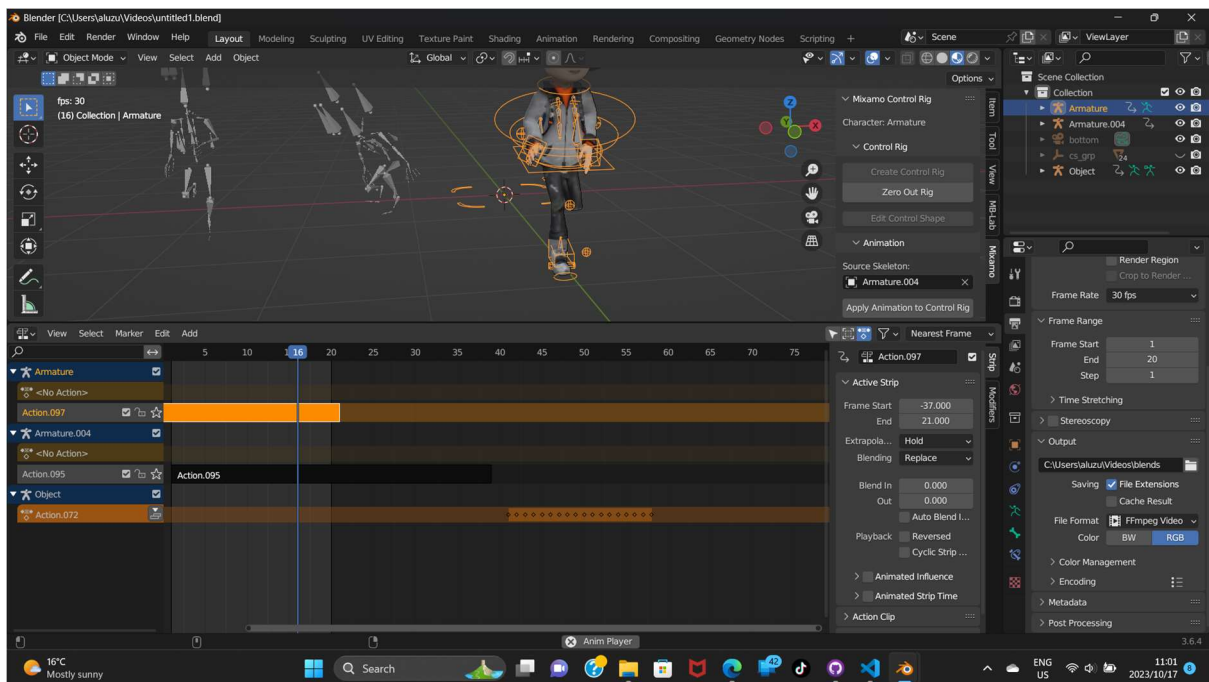 Blender [C:\Users\aluzu\Videos\untitled1.blend]
File Edit Render Window Help Layout Modeling Sculpting UV Editing Texture Paint Shading Animation Rendering Compositing Geometry Nodes Scripting + Scene ViewLayer
Object Mode View Select Add Object Global
Options
fps: 30
(16) Collection | Armature
Z
Y
X
Mixamo Control Rig
Character: Armature
Control Rig
Create Control Rig
Zero Out Rig
Edit Control Shape
Animation
Source Skeleton:
Armature.004
Apply Animation to Control Rig
Item
Tool
View
MB-Lab
Mixamo
Scene Collection
Collection
Armature
Armature.004
bottom
cs_grp 24
Object
Render Region
Crop to Render ...
Frame Rate 30 fps
Frame Range
Frame Start 1
End 20
Step 1
Time Stretching
Stereoscopy
Output
C:\Users\aluzu\Videos\blends
Saving File Extensions
Cache Result
File Format FFmpeg Video
Color BW RGB
Color Management
Encoding
Metadata
Post Processing
View Select Marker Edit Add Nearest Frame
5 10 16 20 25 30 35 40 45 50 55 60 65 70 75
Armature
<No Action>
Action.097
Armature.004
<No Action>
Action.095 Action.095
Object
Action.072
Action.097
Active Strip
Frame Start -37.000
End 21.000
Extrapola... Hold
Blending Replace
Blend In 0.000
Out 0.000
Auto Blend I...
Playback Reversed
Cyclic Strip ...
Animated Influence
Animated Strip Time
Action Clip
Strip
Modifiers
Anim Player
3.6.4
16°C
Mostly sunny
Search
42
ENG
US
11:01
2023/10/17
8